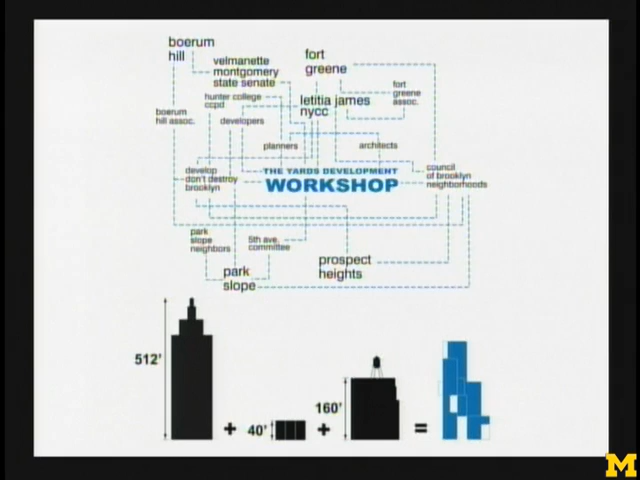 boerum
hill
velmanette
montgomery
state senate
fort
greene
hunter college
ccpd
fort
greene
assoc.
letitia james
nycc
boerum
hill assoc.
developers
planners
architects
develop
don't destroy
brooklyn
THE YARDS DEVELOPMENT
WORKSHOP
council
of brooklyn
neighborhoods
park
slope
neighbors
5th ave.
committee
prospect
heights
park
slope
512'
+
40'
+
160'
=
M